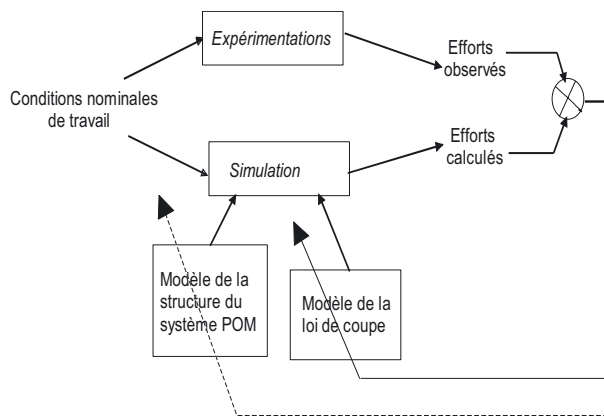 Expérimentations
Efforts
observés
Conditions nominales
de travail
Efforts
calculés
Simulation
Modèle de la
structure du
système POM
Modèle de la
loi de coupe